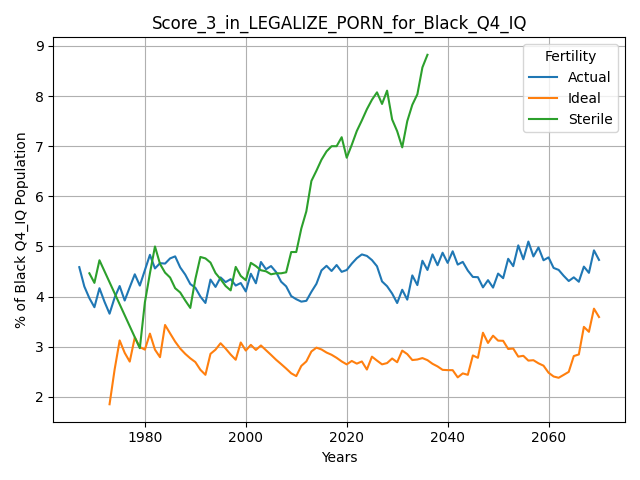 Score_3_in_LEGALIZE_PORN_for_Black_Q4_IQ
% of Black Q4_IQ Population
9
8
7
6
5
4
3
2
Fertility
Actual
Ideal
Sterile
1980
2000
2020
2040
2060
Years